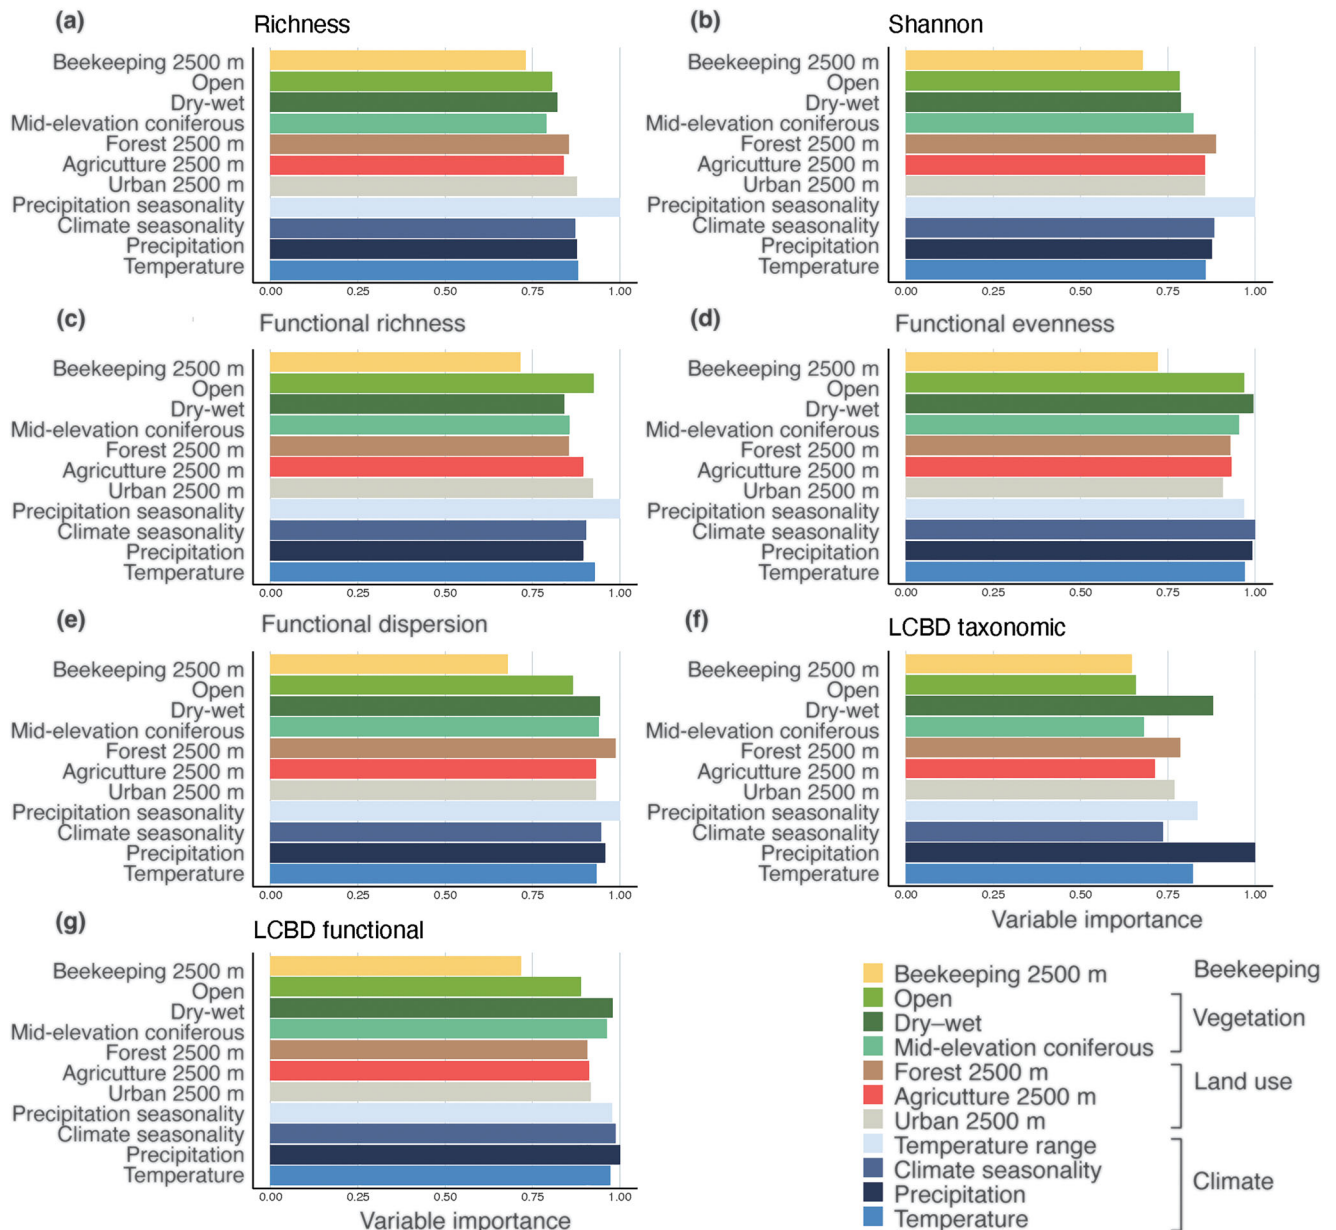 (a) Richness
Beekeeping 2500 m
Open
Dry-wet
Mid-elevation coniferous
Forest 2500 m
Agricutture 2500 m
Urban 2500 m
Precipitation seasonality
Climate seasonality
Precipitation
Temperature
0.00 0.25 0.50 0.75 1.00
(b) Shannon
Beekeeping 2500 m
Open
Dry-wet
Mid-elevation coniferous
Forest 2500 m
Agricutture 2500 m
Urban 2500 m
Precipitation seasonality
Climate seasonality
Precipitation
Temperature
0.00 0.25 0.50 0.75 1.00
(c) Functional richness
Beekeeping 2500 m
Open
Dry-wet
Mid-elevation coniferous
Forest 2500 m
Agricutture 2500 m
Urban 2500 m
Precipitation seasonality
Climate seasonality
Precipitation
Temperature
0.00 0.25 0.50 0.75 1.00
(d) Functional evenness
Beekeeping 2500 m
Open
Dry-wet
Mid-elevation coniferous
Forest 2500 m
Agricutture 2500 m
Urban 2500 m
Precipitation seasonality
Climate seasonality
Precipitation
Temperature
0.00 0.25 0.50 0.75 1.00
(e) Functional dispersion
Beekeeping 2500 m
Open
Dry-wet
Mid-elevation coniferous
Forest 2500 m
Agricutture 2500 m
Urban 2500 m
Precipitation seasonality
Climate seasonality
Precipitation
Temperature
0.00 0.25 0.50 0.75 1.00
(f) LCBD taxonomic
Beekeeping 2500 m
Open
Dry-wet
Mid-elevation coniferous
Forest 2500 m
Agricutture 2500 m
Urban 2500 m
Precipitation seasonality
Climate seasonality
Precipitation
Temperature
0.00 0.25 0.50 0.75 1.00
Variable importance
(g) LCBD functional
Beekeeping 2500 m
Open
Dry-wet
Mid-elevation coniferous
Forest 2500 m
Agricutture 2500 m
Urban 2500 m
Precipitation seasonality
Climate seasonality
Precipitation
Temperature
0.00 0.25 0.50 0.75 1.00
Variable importance
Beekeeping 2500 m Beekeeping
Open
Dry–wet Vegetation
Mid-elevation coniferous
Forest 2500 m
Agricutture 2500 m Land use
Urban 2500 m
Temperature range
Climate seasonality Climate
Precipitation
Temperature